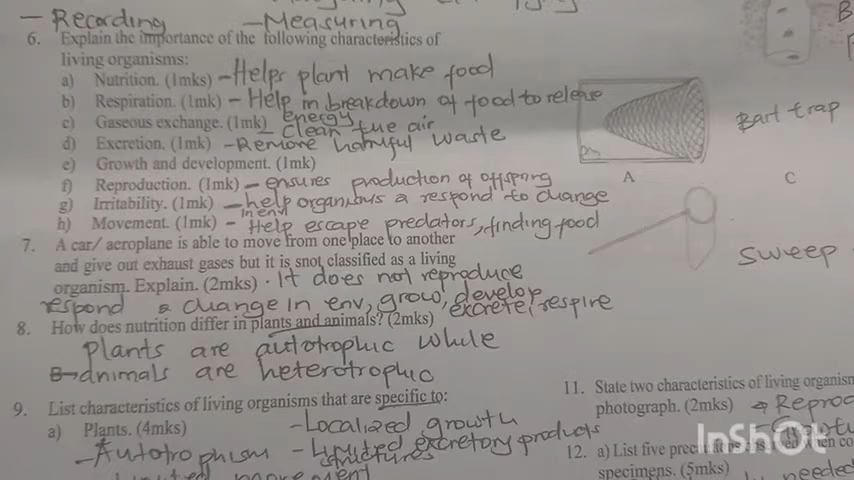 - Recording - Measuring
6. Explain the importance of the following characteristics of
living organisms:
a) Nutrition. (1mks) - Helps plant make food
b) Respiration. (1mk) - Help in breakdown of food to release
energy
c) Gaseous exchange. (1mk) - clean the air
d) Excretion. (1mk) - Remove harmful waste
e) Growth and development. (1mk)
f) Reproduction. (1mk) - ensures production of offspring
g) Irritability. (1mk) - help organisms a respond to change
in env
h) Movement. (1mk) - Help escape predators, finding food
7. A car/ aeroplane is able to move from one place to another
and give out exhaust gases but it is snot classified as a living
organism. Explain. (2mks) . It does not reproduce
respond a change in env, grow, develop
excrete, respire
8. How does nutrition differ in plants and animals? (2mks)
Plants are autotrophic while
animals are heterotrophic
9. List characteristics of living organisms that are specific to:
a) Plants. (4mks) - Localized growth
- Autotrophism - Limited excretory products
structures
A
C
trap
sweep
11. State two characteristics of living organism
photograph. (2mks)
12. a) List five
specimens. (5mks) needed
InShOt